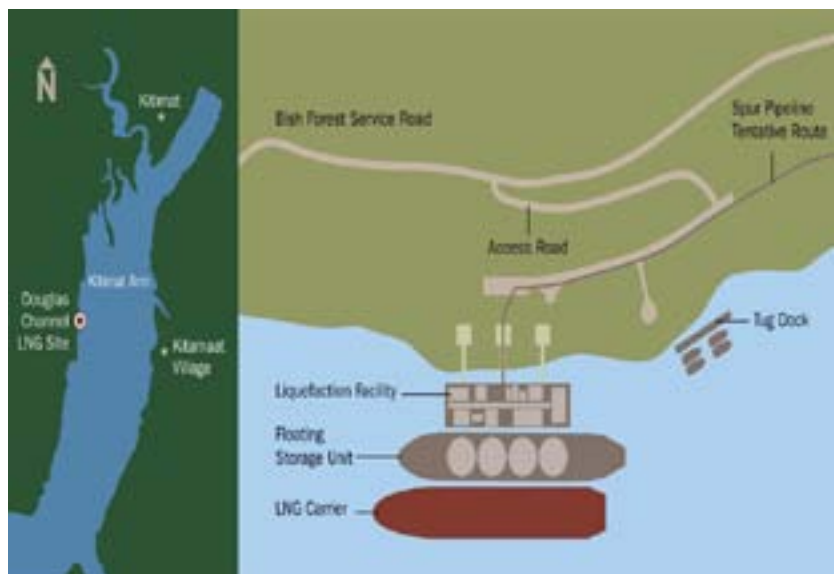 N
Kitimat
Kitimat Arm
Douglas
Channel
LNG Site
Kitamaat
Village
Bish Forest Service Road
Spur Pipeline
Tentative Route
Access Road
Tug Dock
Liquefaction Facility
Floating
Storage Unit
LNG Carrier